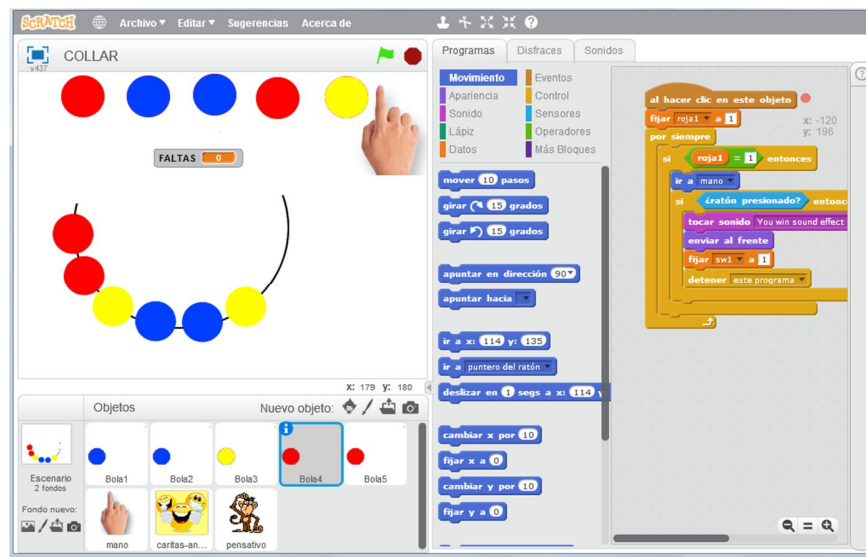 SCRATCH Archivo Editar Sugerencias Acerca de
COLLAR
v437
FALTAS 0
x: 179 y: 180
Objetos Nuevo objeto:
Escenario
2 fondos
Fondo nuevo:
Bola1 Bola2 Bola3 Bola4 Bola5
mano caritas-an... pensativo
Programas Disfraces Sonidos
Movimiento Eventos
Apariencia Control
Sonido Sensores
Lápiz Operadores
Datos Más Bloques
mover 10 pasos
girar 15 grados
girar 15 grados
apuntar en dirección 90
apuntar hacia
ir a x: 114 y: 135
ir a puntero del ratón
deslizar en 1 segs a x: 114 y
cambiar x por 10
fijar x a 0
cambiar y por 10
fijar y a 0
x: -120
y: 196
al hacer clic en este objeto
fijar roja1 a 1
por siempre
si roja1 = 1 entonces
ir a mano
si ¿ratón presionado? entonc
tocar sonido You win sound effect
enviar al frente
fijar sw1 a 1
detener este programa